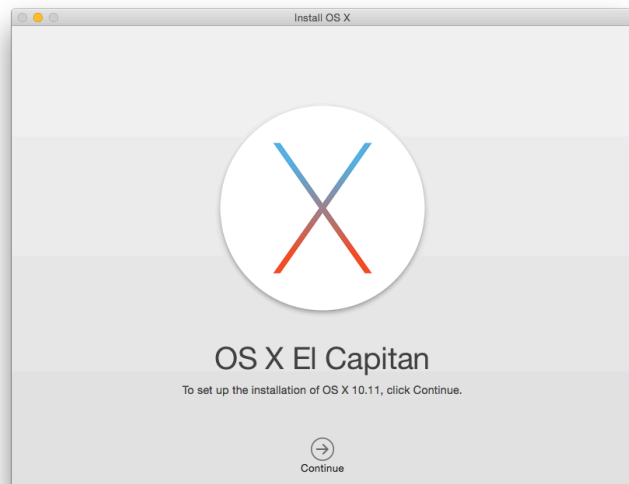 Install OS X
OS X El Capitan
To set up the installation of OS X 10.11, click Continue.
Continue